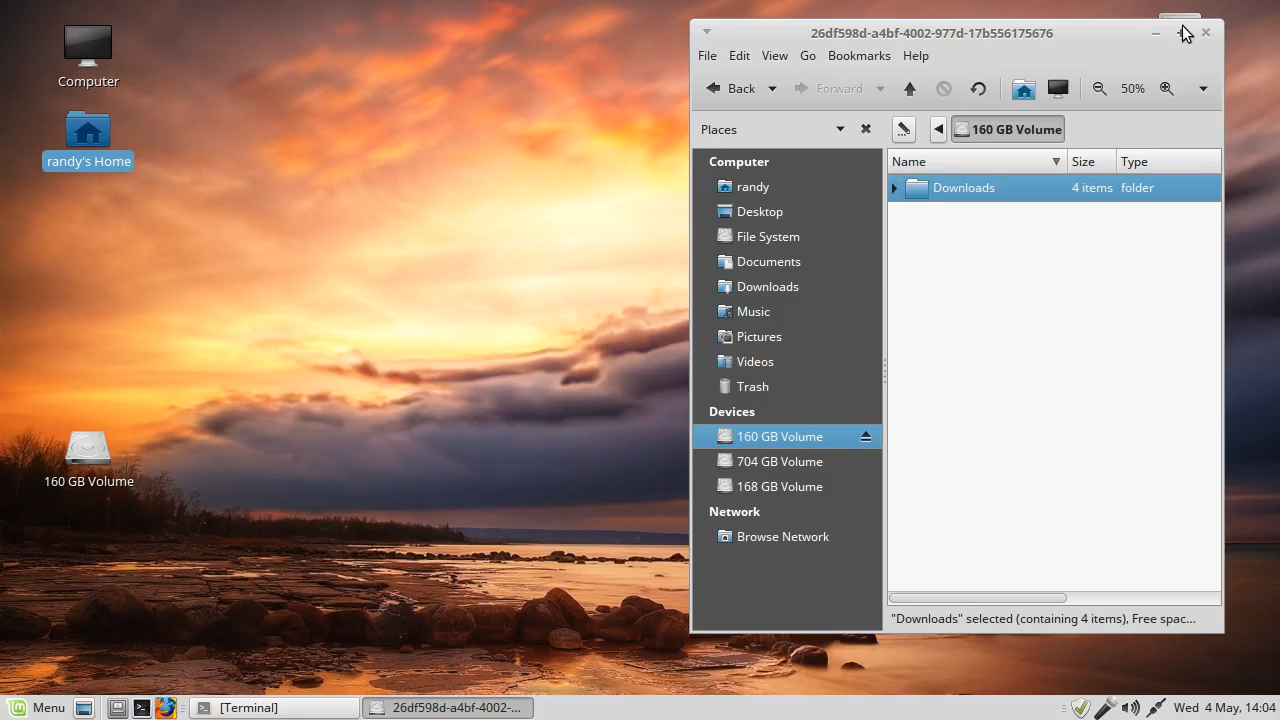 Computer
randy's Home
160 GB Volume
26df598d-a4bf-4002-977d-17b556175676
File Edit View Go Bookmarks Help
Back Forward 50%
Places 160 GB Volume
Computer
randy
Desktop
File System
Documents
Downloads
Music
Pictures
Videos
Trash
Devices
160 GB Volume
704 GB Volume
168 GB Volume
Network
Browse Network
Name Size Type
Downloads 4 items folder
"Downloads" selected (containing 4 items), Free spac...
Menu [Terminal] 26df598d-a4bf-4002-... Wed 4 May, 14:04